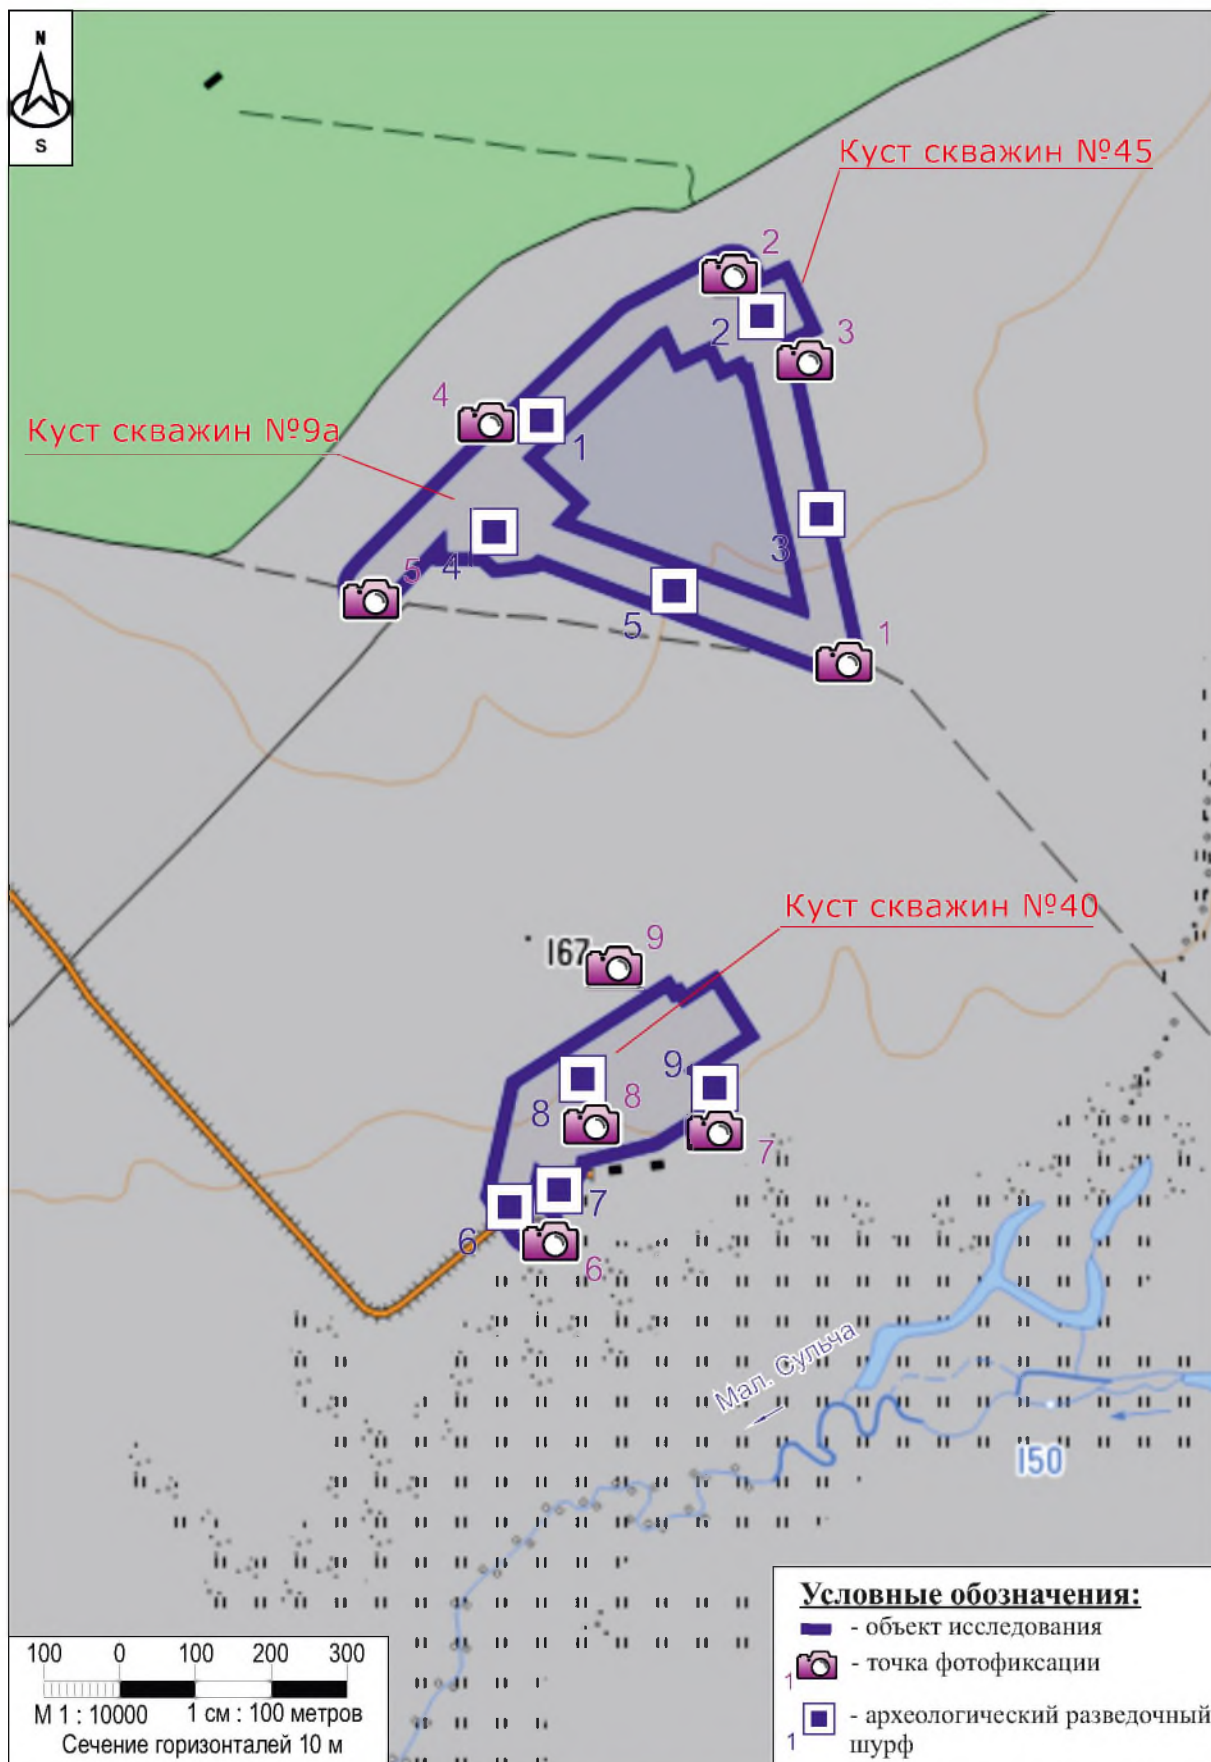 N
S
Куст скважин №45
2
2
3
4
Куст скважин №9а
1
3
5
4
5
1
Куст скважин №40
167
9
9
8
8
7
7
6
6
Мал. Сульча
150
Условные обозначения:
- объект исследования
- точка фотофиксации
1
- археологический разведочный
1
шурф
100 0 100 200 300
М 1 : 10000 1 см : 100 метров
Сечение горизонталей 10 м